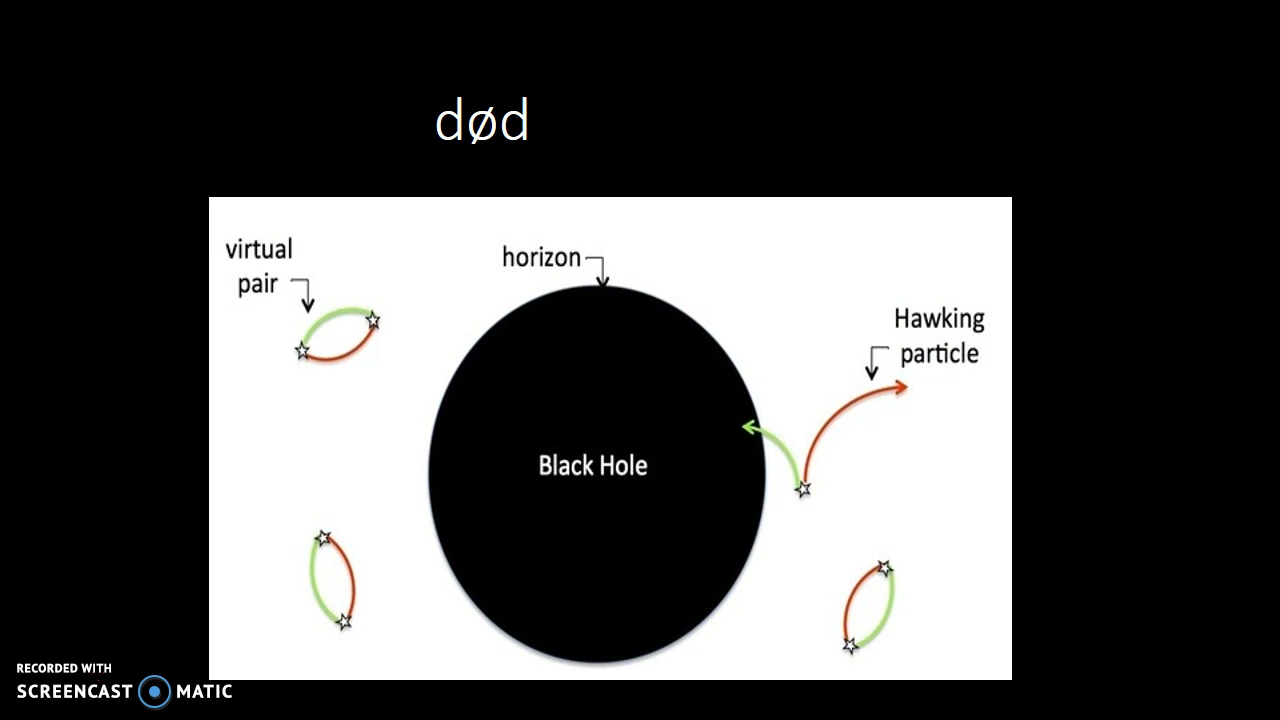 død
virtual
pair
horizon
Hawking
particle
Black Hole
RECORDED WITH
SCREENCAST MATIC